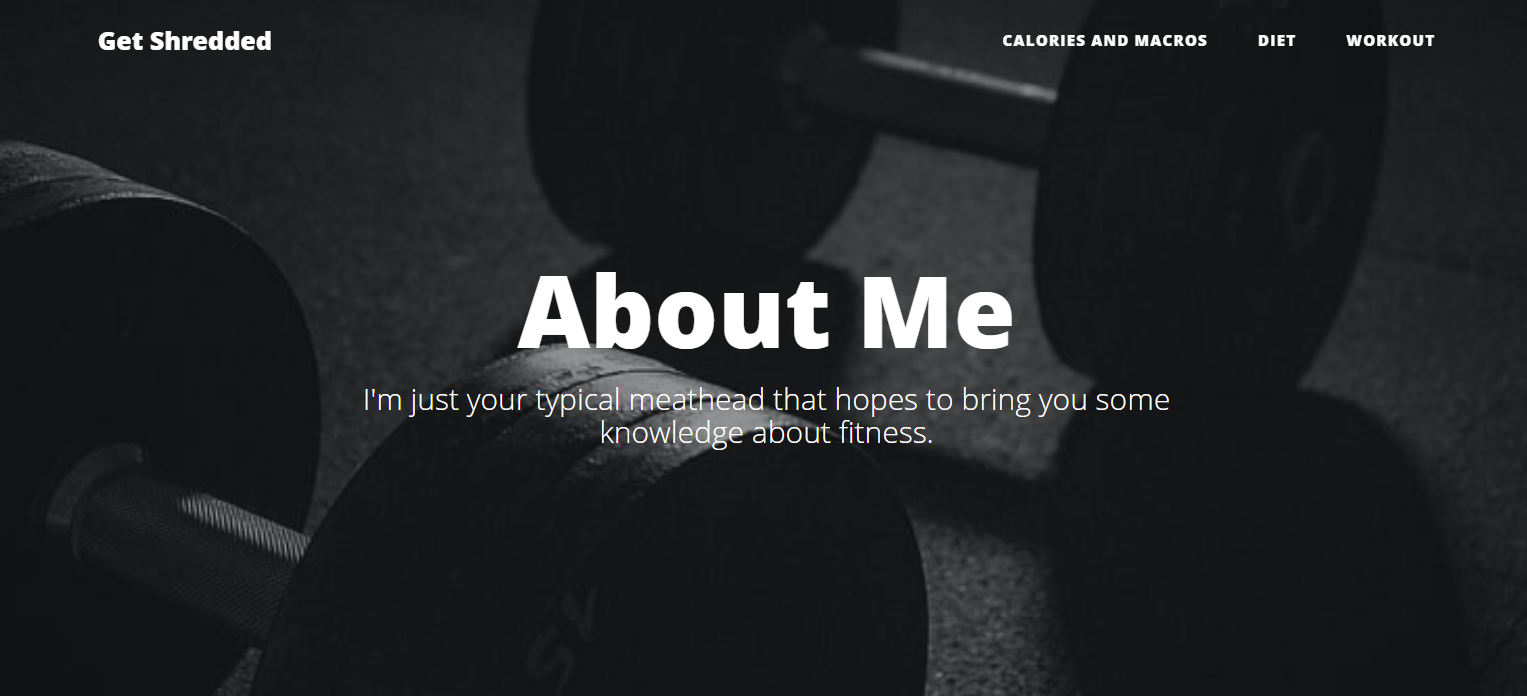 Get Shredded
CALORIES AND MACROS
DIET
WORKOUT
About Me
I'm just your typical meathead that hopes to bring you some
knowledge about fitness.